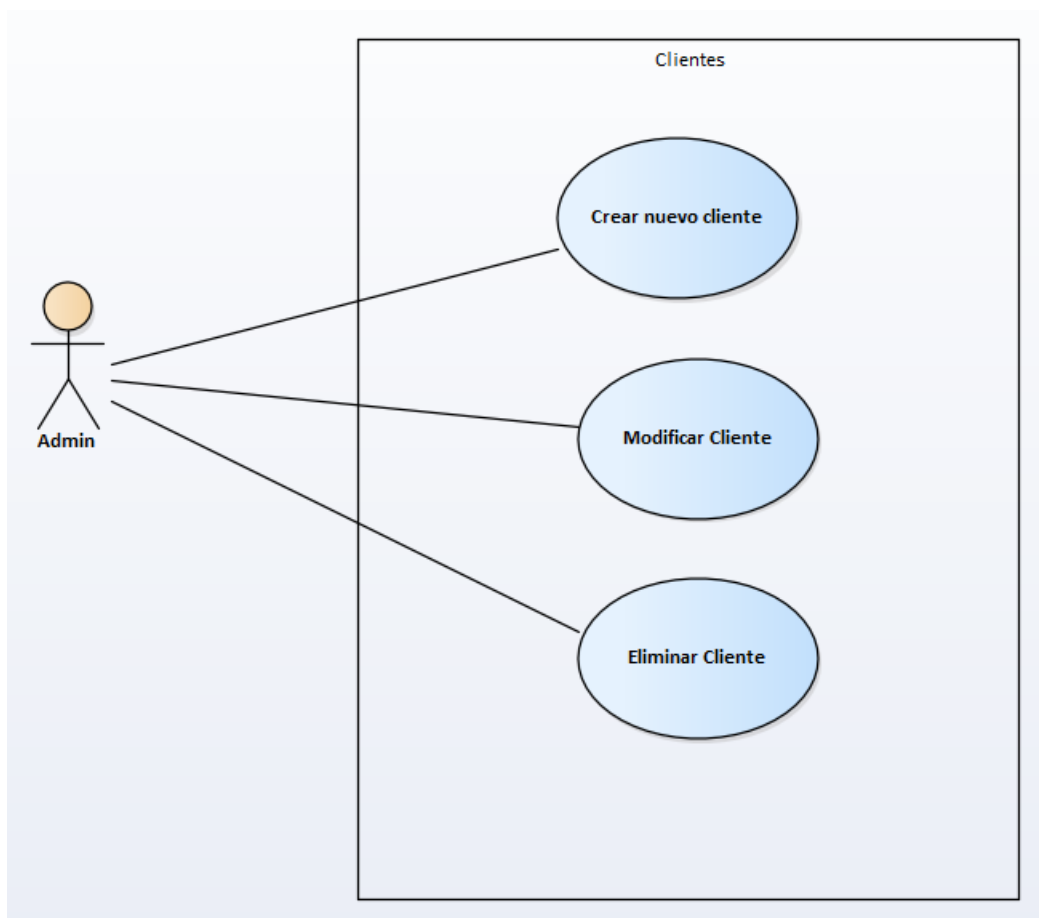 Clientes
Crear nuevo cliente
Admin
Modificar Cliente
Eliminar Cliente